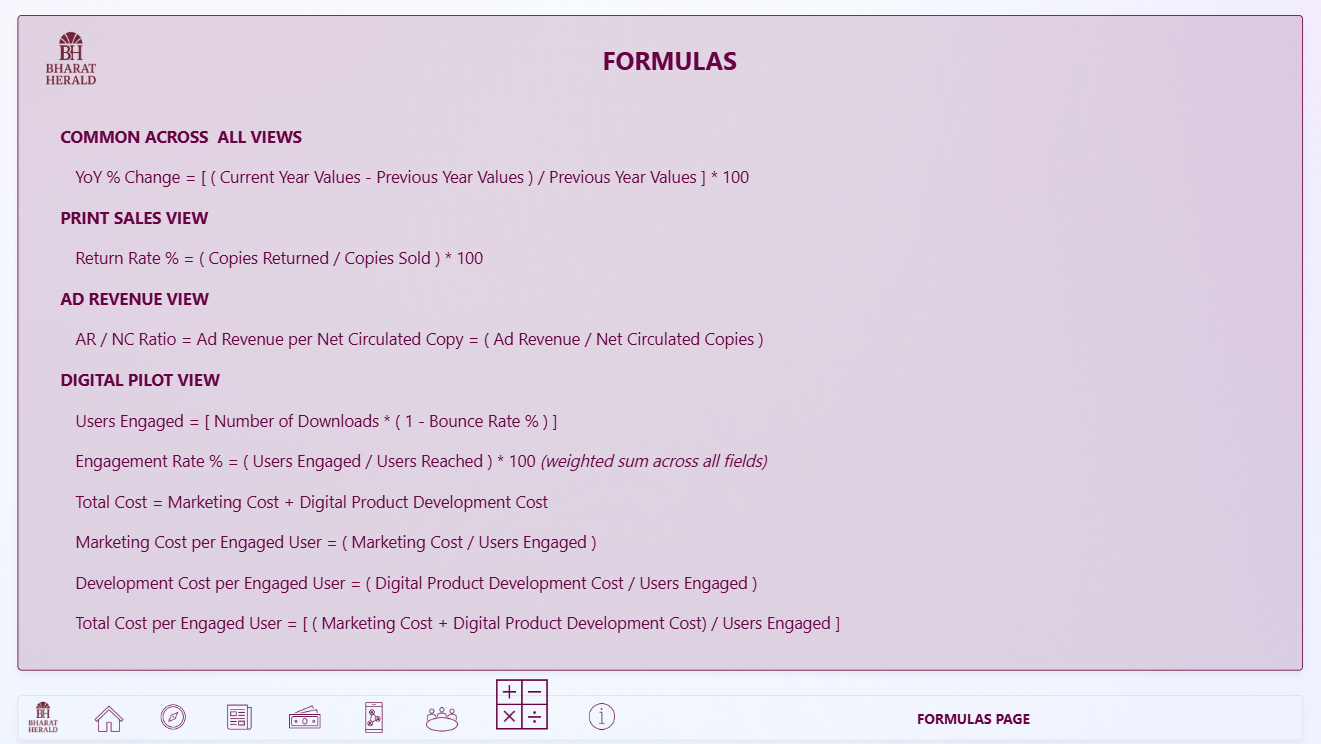 BH
BHARAT
HERALD
FORMULAS
COMMON ACROSS  ALL VIEWS
YoY % Change = [ ( Current Year Values - Previous Year Values ) / Previous Year Values ] * 100
PRINT SALES VIEW
Return Rate % = ( Copies Returned / Copies Sold ) * 100
AD REVENUE VIEW
AR / NC Ratio = Ad Revenue per Net Circulated Copy = ( Ad Revenue / Net Circulated Copies )
DIGITAL PILOT VIEW
Users Engaged = [ Number of Downloads * ( 1 - Bounce Rate % ) ]
Engagement Rate % = ( Users Engaged / Users Reached ) * 100 (weighted sum across all fields)
Total Cost = Marketing Cost + Digital Product Development Cost
Marketing Cost per Engaged User = ( Marketing Cost / Users Engaged )
Development Cost per Engaged User = ( Digital Product Development Cost / Users Engaged )
Total Cost per Engaged User = [ ( Marketing Cost + Digital Product Development Cost) / Users Engaged ]
BH
BHARAT
HERALD
FORMULAS PAGE